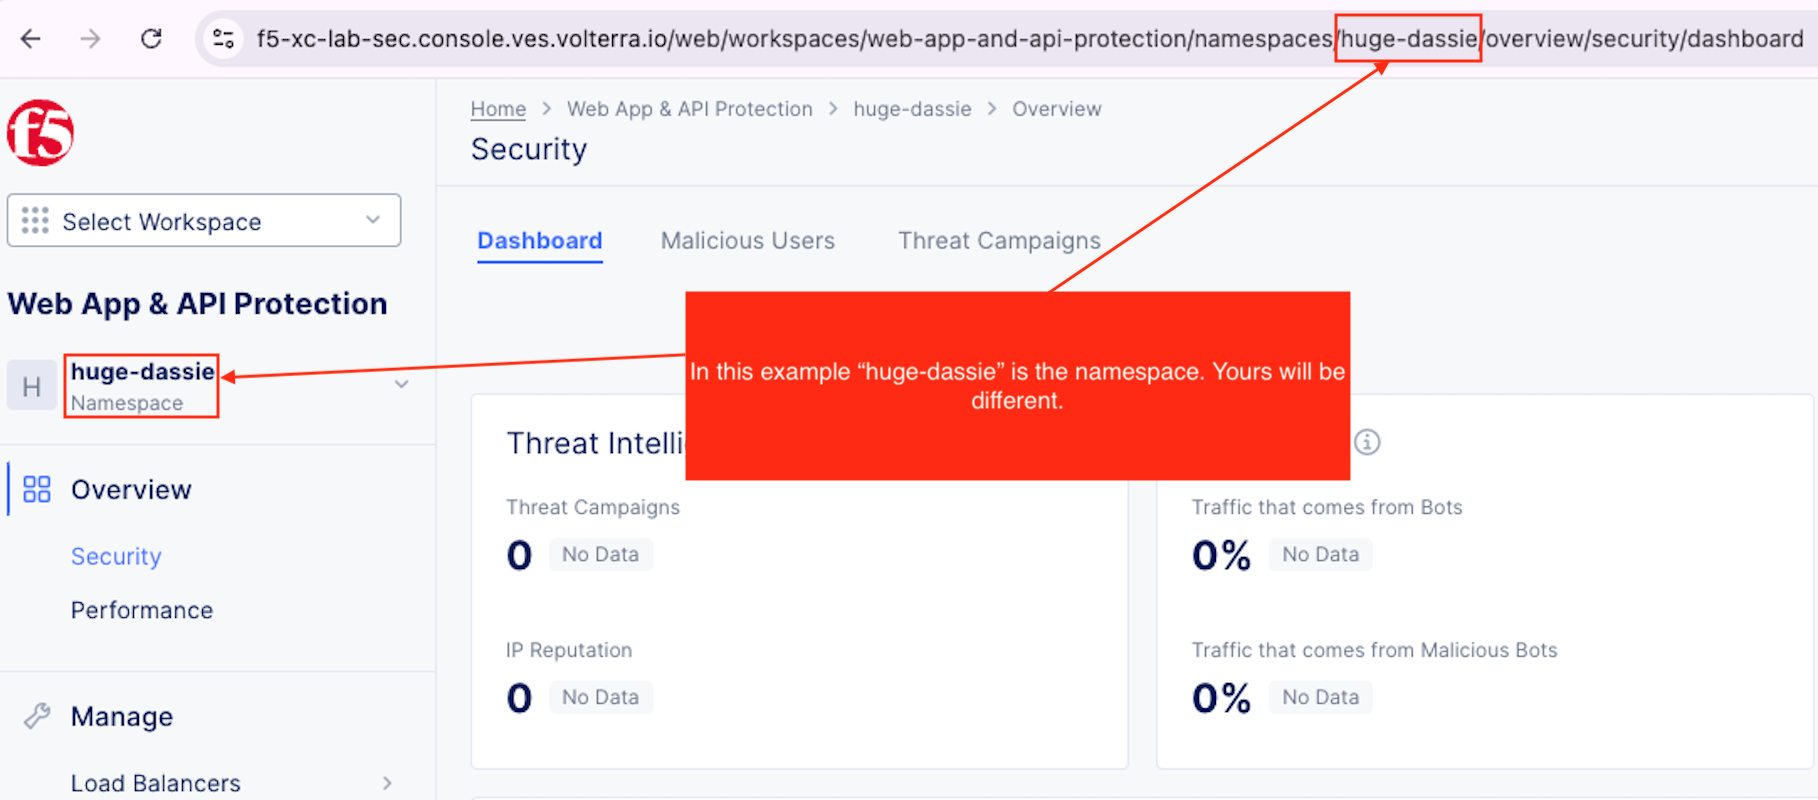 f5-xc-lab-sec.console.ves.volterra.io/web/workspaces/web-app-and-api-protection/namespaces/huge-dassie/overview/security/dashboard
f5
Home > Web App & API Protection > huge-dassie > Overview
Security
Select Workspace
Dashboard Malicious Users Threat Campaigns
Web App & API Protection
H huge-dassie
Namespace
In this example “huge-dassie” is the namespace. Yours will be
different.
Overview
Security
Performance
Manage
Load Balancers
Threat Intelli
Threat Campaigns
0 No Data
IP Reputation
0 No Data
Traffic that comes from Bots
0% No Data
Traffic that comes from Malicious Bots
0% No Data